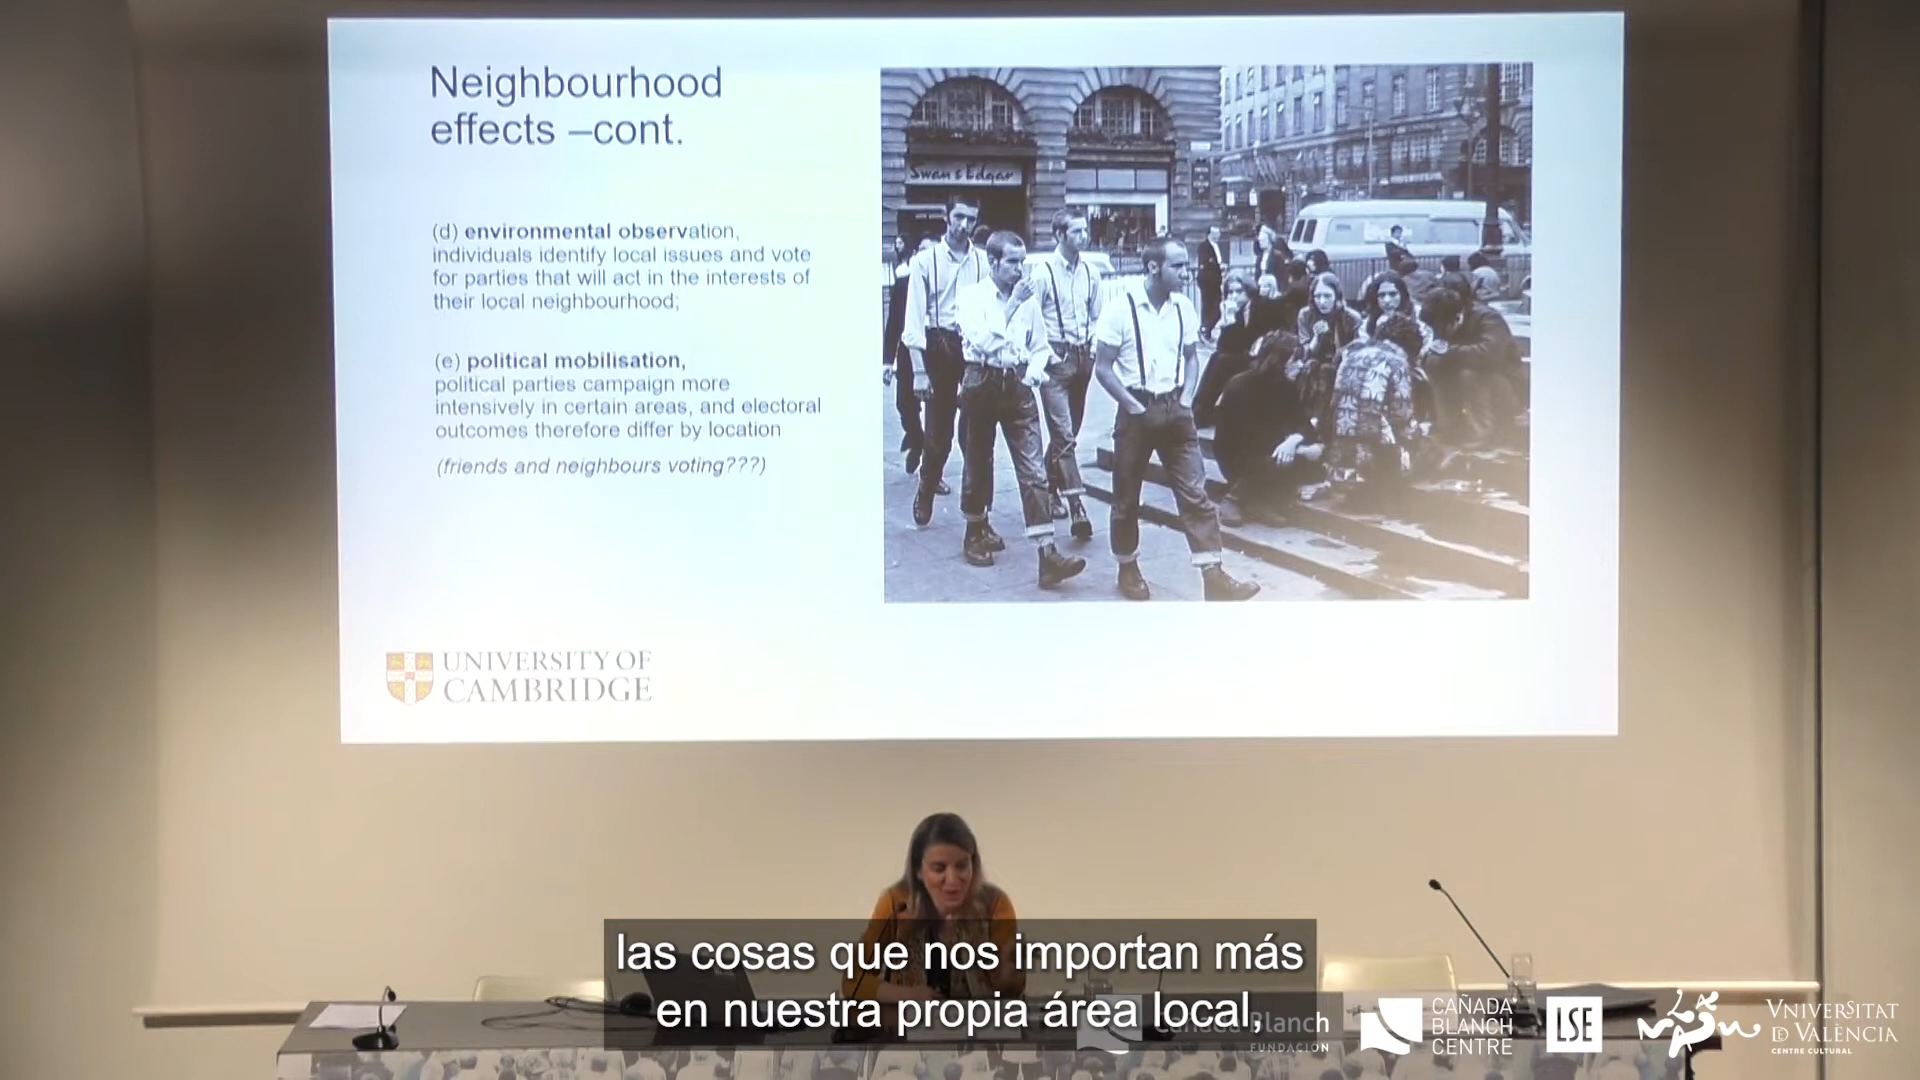 Neighbourhood
effects –cont.
(d) environmental observation,
individuals identify local issues and vote
for parties that will act in the interests of
their local neighbourhood;
(e) political mobilisation,
political parties campaign more
intensively in certain areas, and electoral
outcomes therefore differ by location
(friends and neighbours voting???)
Swan & Edgar
UNIVERSITY OF
CAMBRIDGE
las cosas que nos importan más
en nuestra propia área local,
Cañada Blanch
FUNDACIÓN
CAÑADA
BLANCH
CENTRE
LSE
VNIVERSITAT
ID VALÈNCIA
CENTRE CULTURAL